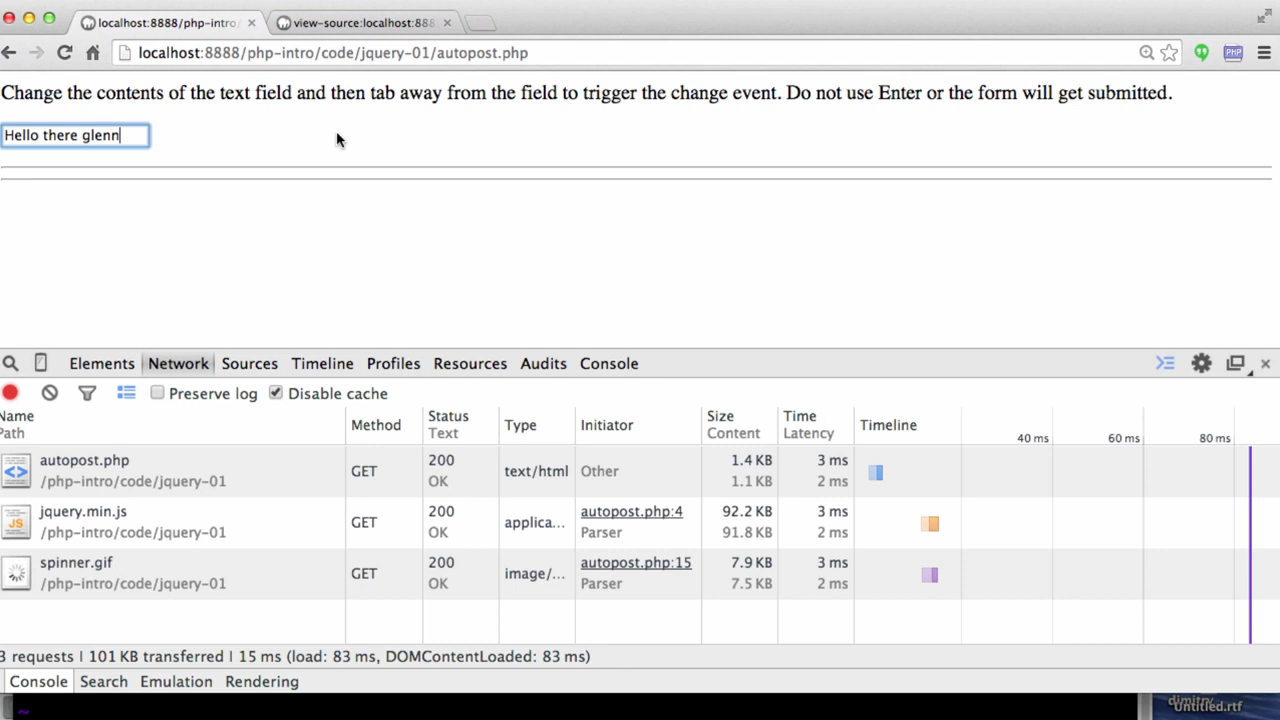 localhost:8888/php-intro/ view-source:localhost:888
localhost:8888/php-intro/code/jquery-01/autopost.php PHP
Change the contents of the text field and then tab away from the field to trigger the change event. Do not use Enter or the form will get submitted.
Hello there glenn
Elements Network Sources Timeline Profiles Resources Audits Console
Preserve log Disable cache
Name Method Status Type Initiator Size Time Timeline
Path Text Content Latency 40 ms 60 ms 80 ms
autopost.php GET 200 text/html Other 1.4 KB 3 ms
/php-intro/code/jquery-01 OK 1.1 KB 2 ms
jquery.min.js GET 200 applica... autopost.php:4 92.2 KB 3 ms
/php-intro/code/jquery-01 OK Parser 91.8 KB 2 ms
spinner.gif GET 200 image/... autopost.php:15 7.9 KB 3 ms
/php-intro/code/jquery-01 OK Parser 7.5 KB 2 ms
3 requests | 101 KB transferred | 15 ms (load: 83 ms, DOMContentLoaded: 83 ms)
Console Search Emulation Rendering
~
dimitry
Untitled.rtf